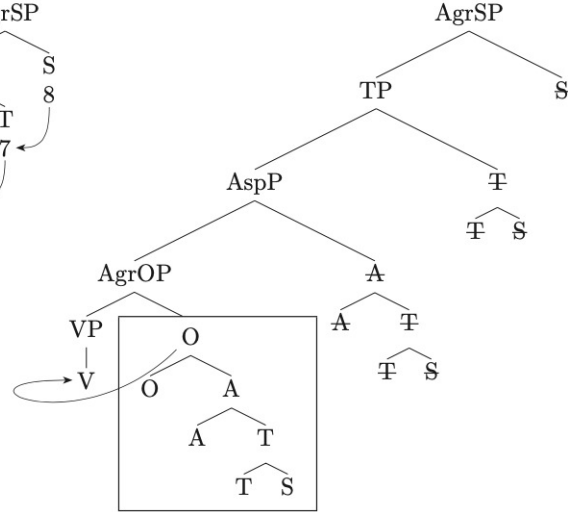 rSP AgrSP
S
8 TP S
T
7
AspP T
T S
AgrOP A
VP O A T
V O A T S
A T
T S